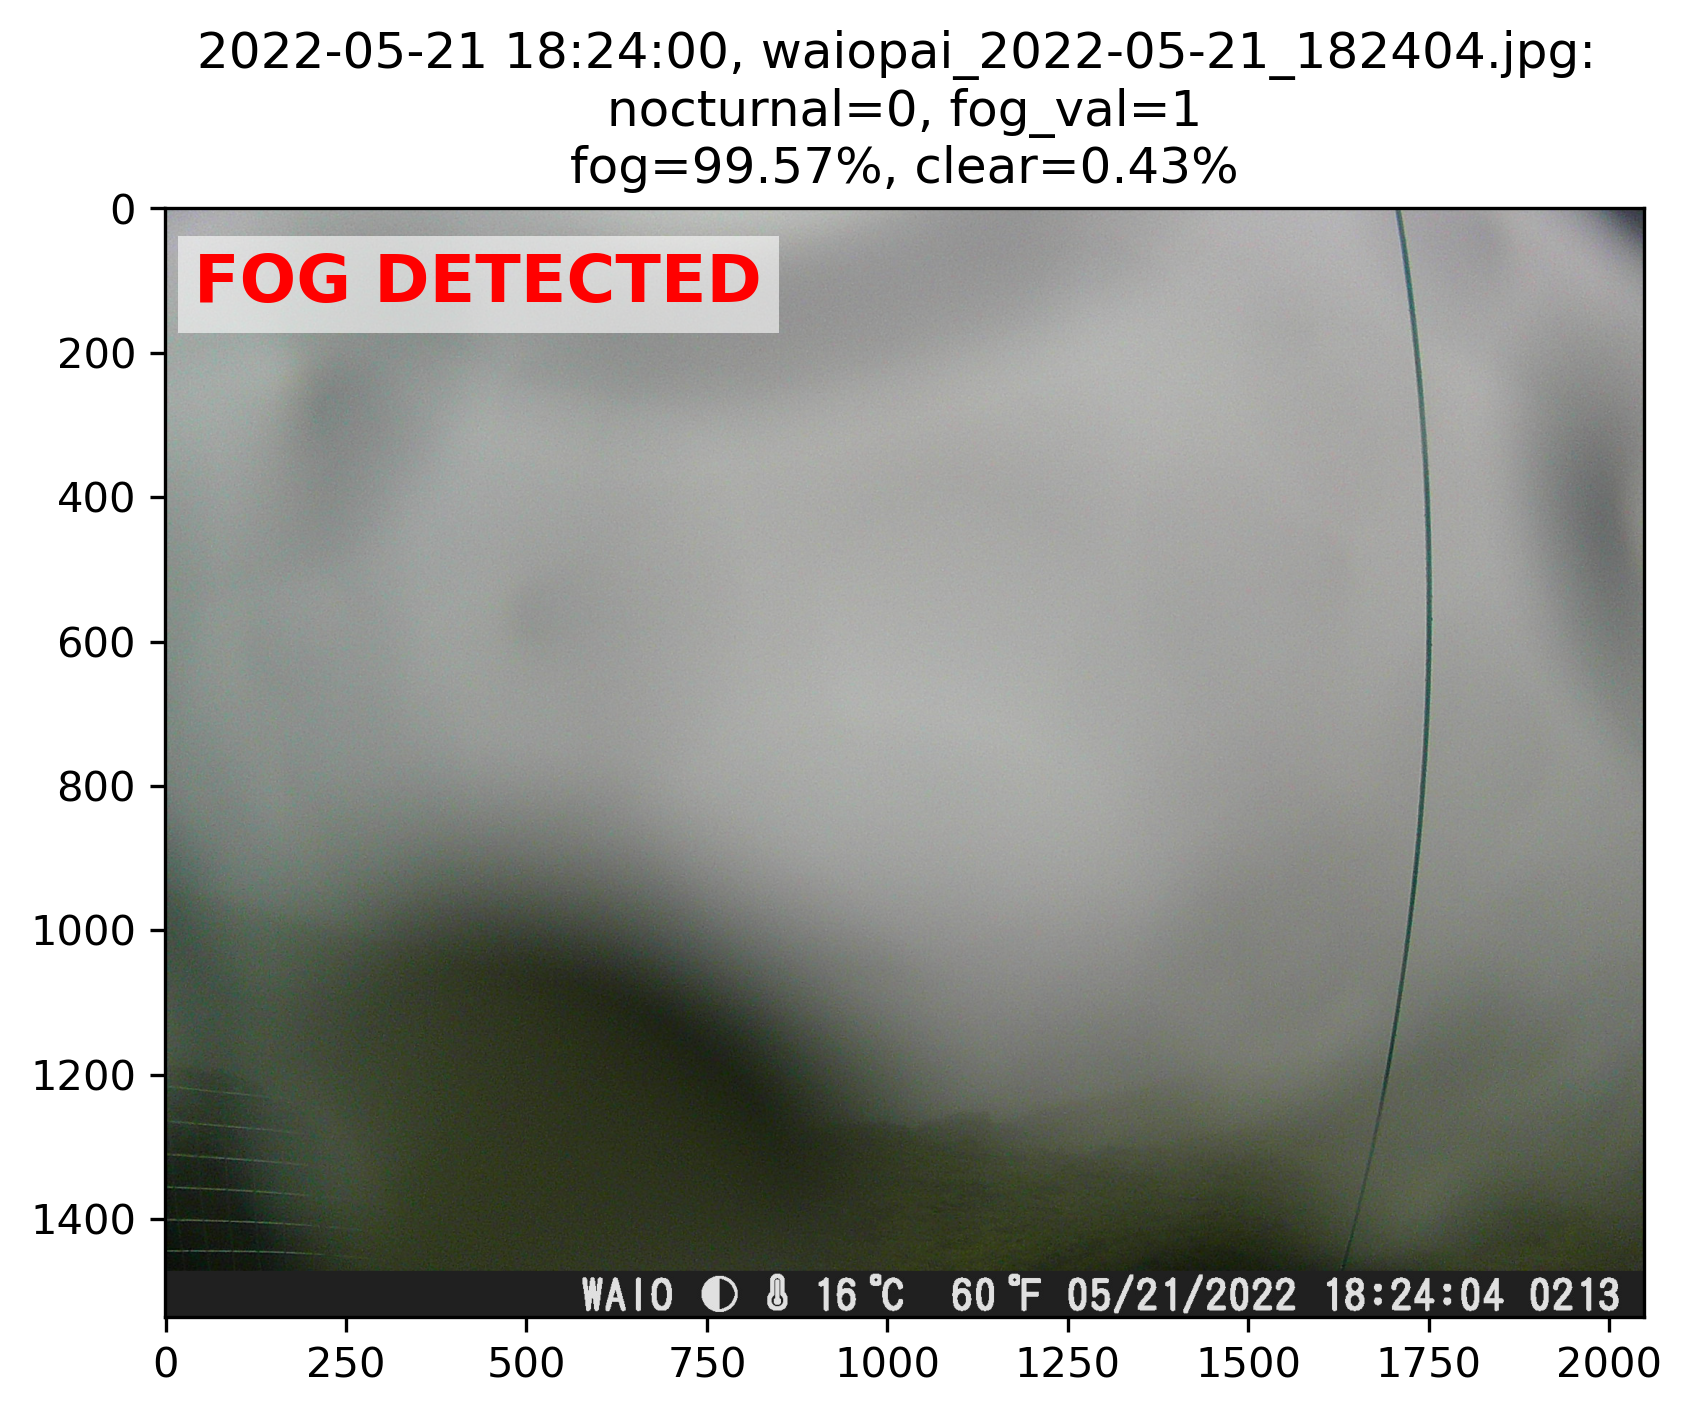 2022-05-21 18:24:00, waiopai_2022-05-21_182404.jpg:
nocturnal=0, fog_val=1
fog=99.57%, clear=0.43%
FOG DETECTED
0
200
400
600
800
1000
1200
1400
WAIO 16°C 60°F 05/21/2022 18:24:04 0213
0 250 500 750 1000 1250 1500 1750 2000